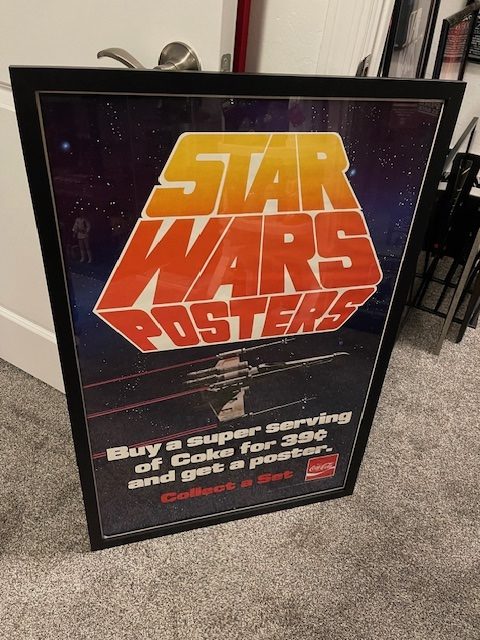 STAR
WARS
POSTERS
Buy a super serving
of Coke for 39¢
and get a poster.
Collect a Set
Coca-Cola